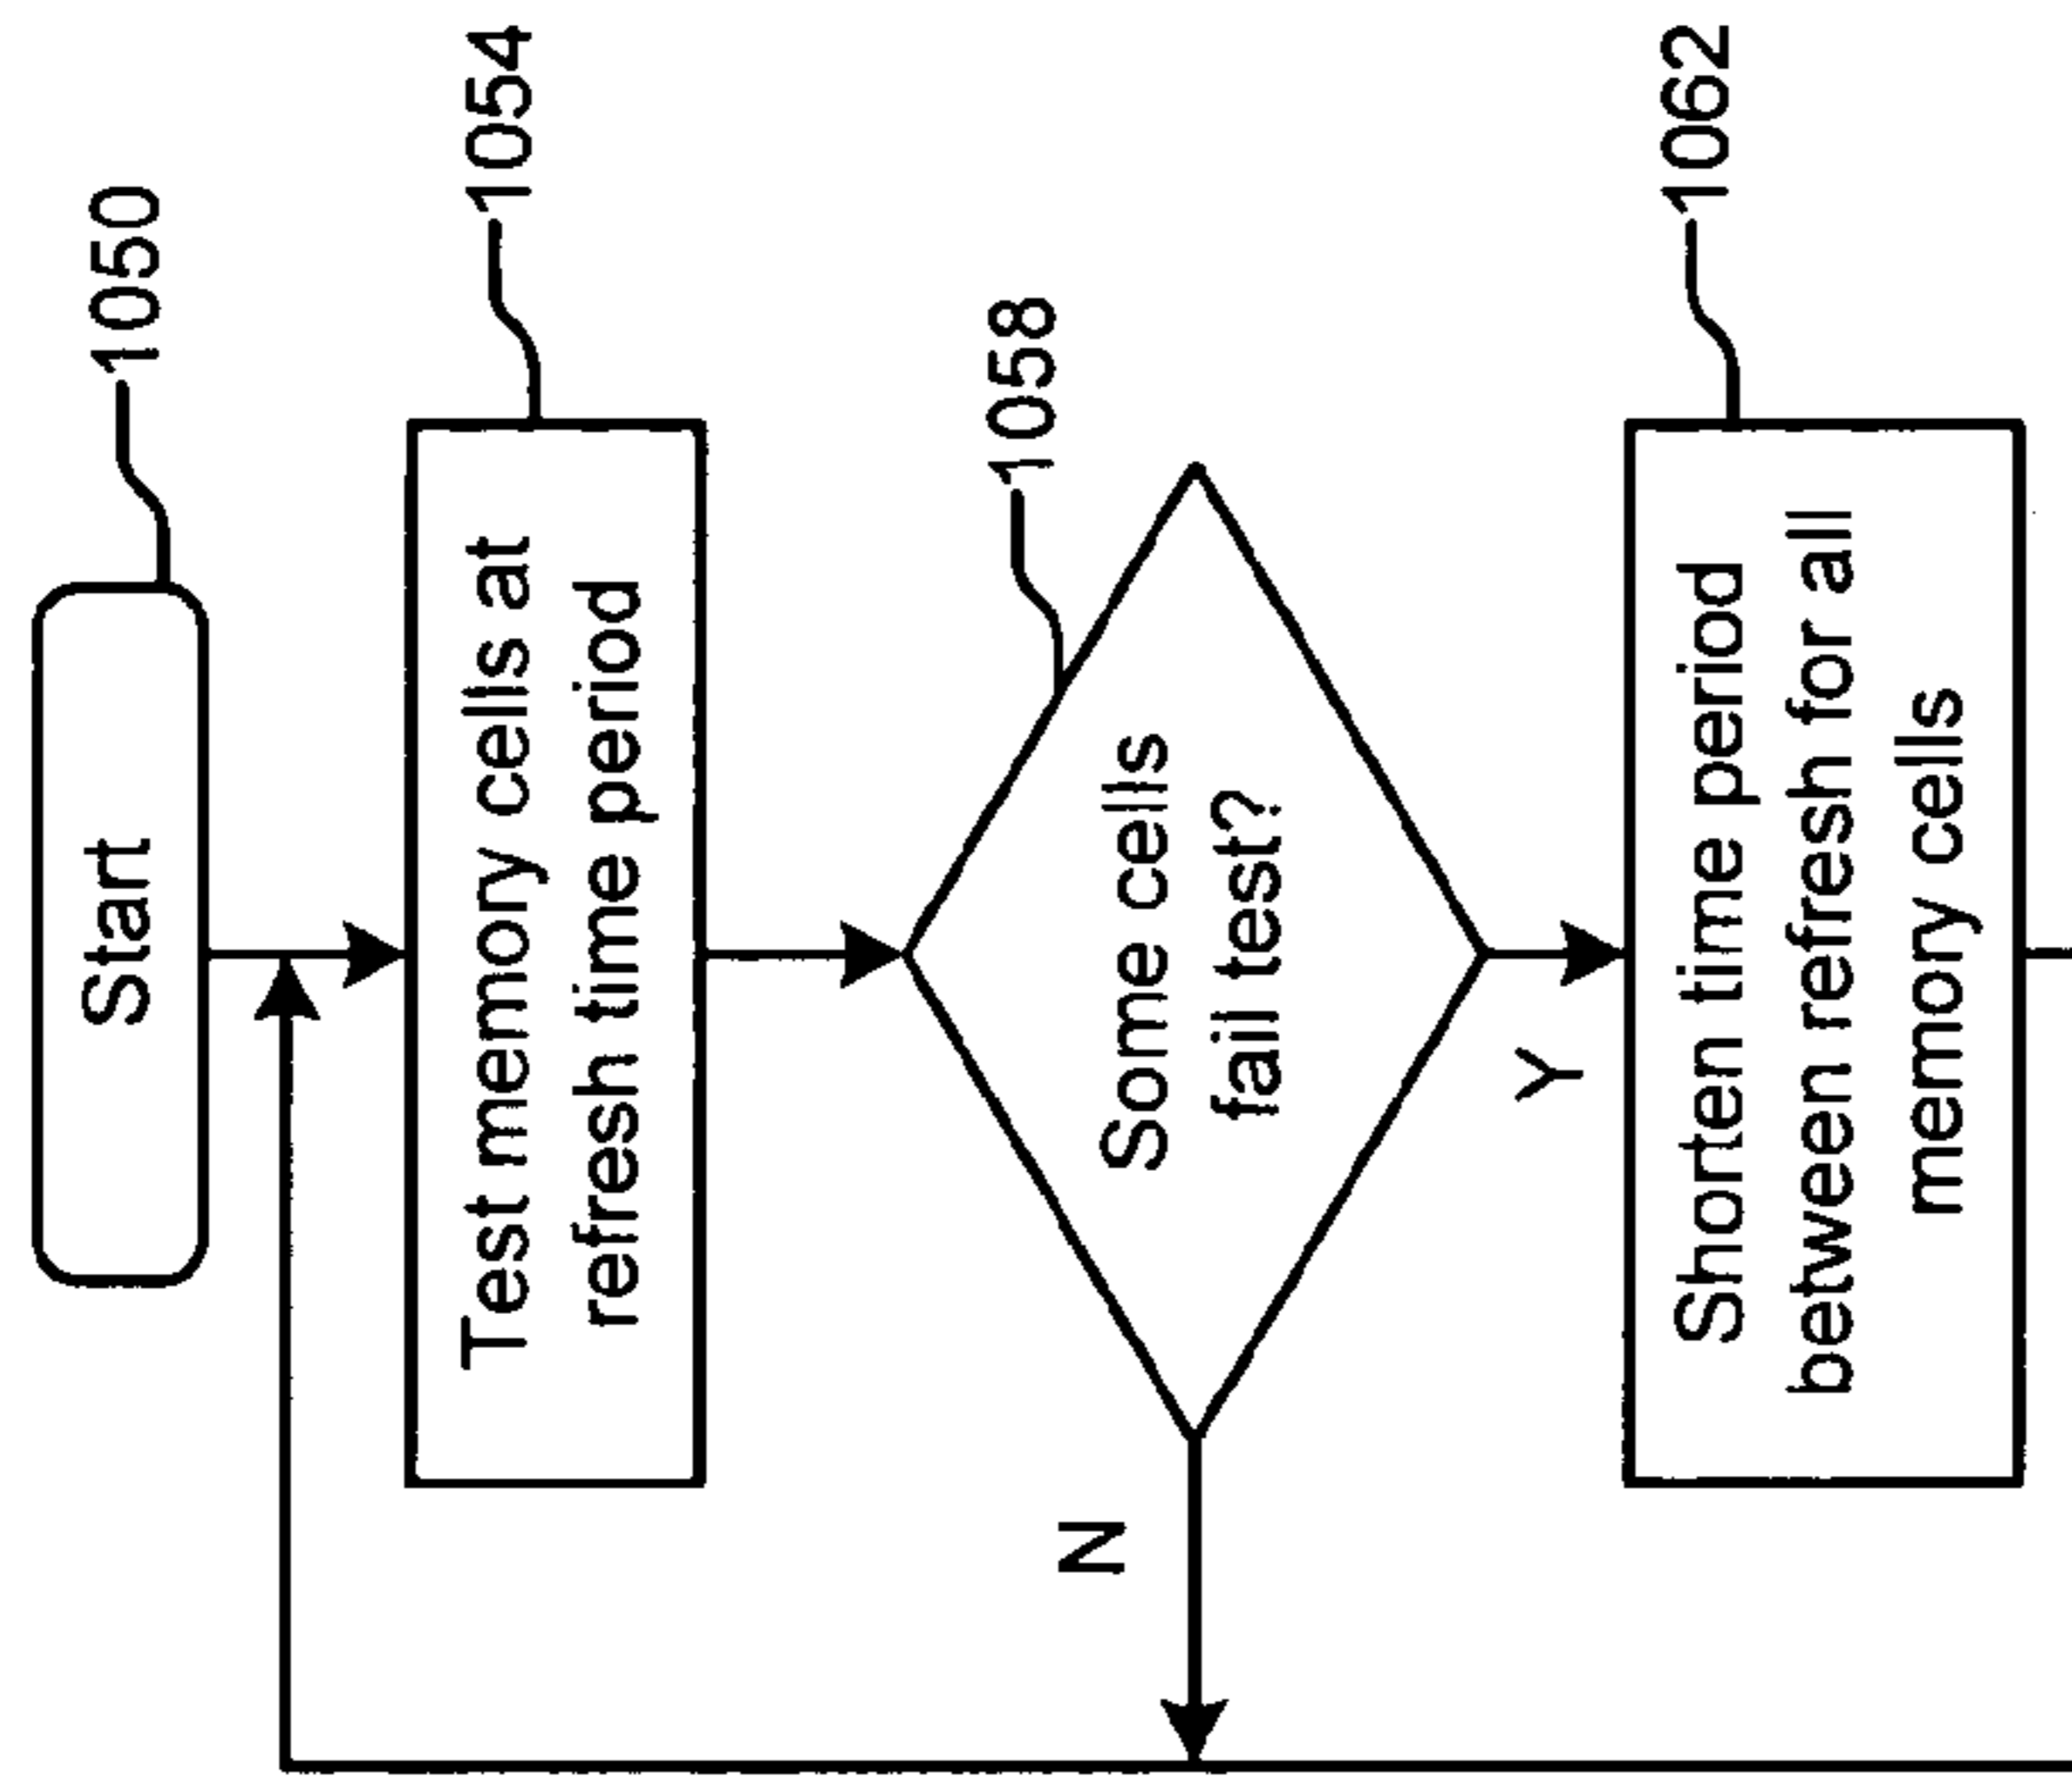 Start
1050
Test memory cells at
refresh time period
1054
Some cells
fail test?
1058
N
Y
Shorten time period
between refresh for all
memory cells
1062